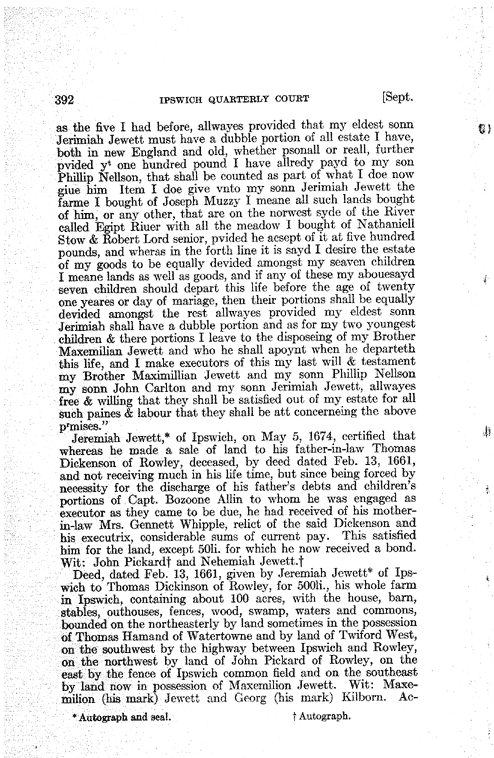 392 IPSWICH QUARTERLY COURT [Sept.
as the five I had before, allwayes provided that my eldest sonn
Jerimiah Jewett must have a dubble portion of all estate I have,
both in new England and old, whether psonall or reall, further
pvided yt one hundred pound I have allredy payd to my son
Phillip Nellson, that shall be counted as part of what I doe now
giue him Item I doe give vnto my sonn Jerimiah Jewett the
farme I bought of Joseph Muzzy I meane all such lands bought
of him, or any other, that are on the norwest syde of the River
called Egipt Riuer with all the meadow I bought of Nathaniell
Stow & Robert Lord senior, pvided he acsept of it at five hundred
pounds, and wheras in the forth line it is sayd I desire the estate
of my goods to be equally devided amongst my seaven children
I meane lands as well as goods, and if any of these my abouesayd
seven children should depart this life before the age of twenty
one yeares or day of mariage, then their portions shall be equally
devided amongst the rest allwayes provided my eldest sonn
Jerimiah shall have a dubble portion and as for my two youngest
children & there portions I leave to the disposeing of my Brother
Maxemilian Jewett and who he shall apoynt when he departeth
this life, and I make executors of this my last will & testament
my Brother Maximillian Jewett and my sonn Phillip Nellson
my sonn John Carlton and my sonn Jerimiah Jewett, allwayes
free & willing that they shall be satisfied out of my estate for all
such paines & labour that they shall be att concerneing the above
prmises."
Jeremiah Jewett,* of Ipswich, on May 5, 1674, certified that
whereas he made a sale of land to his father-in-law Thomas
Dickenson of Rowley, deceased, by deed dated Feb. 13, 1661,
and not receiving much in his life time, but since being forced by
necessity for the discharge of his father's debts and children's
portions of Capt. Bozoone Allin to whom he was engaged as
executor as they came to be due, he had received of his mother-
in-law Mrs. Gennett Whipple, relict of the said Dickenson and
his executrix, considerable sums of current pay. This satisfied
him for the land, except 50li. for which he now received a bond.
Wit: John Pickard† and Nehemiah Jewett.†
Deed, dated Feb. 13, 1661, given by Jeremiah Jewett* of Ips-
wich to Thomas Dickinson of Rowley, for 500li., his whole farm
in Ipswich, containing about 100 acres, with the house, barn,
stables, outhouses, fences, wood, swamp, waters and commons,
bounded on the northeasterly by land sometimes in the possession
of Thomas Hamand of Watertowne and by land of Twiford West,
on the southwest by the highway between Ipswich and Rowley,
on the northwest by land of John Pickard of Rowley, on the
east by the fence of Ipswich common field and on the southeast
by land now in possession of Maxemilion Jewett. Wit: Maxe-
milion (his mark) Jewett and Georg (his mark) Kilborn. Ac-
* Autograph and seal. † Autograph.